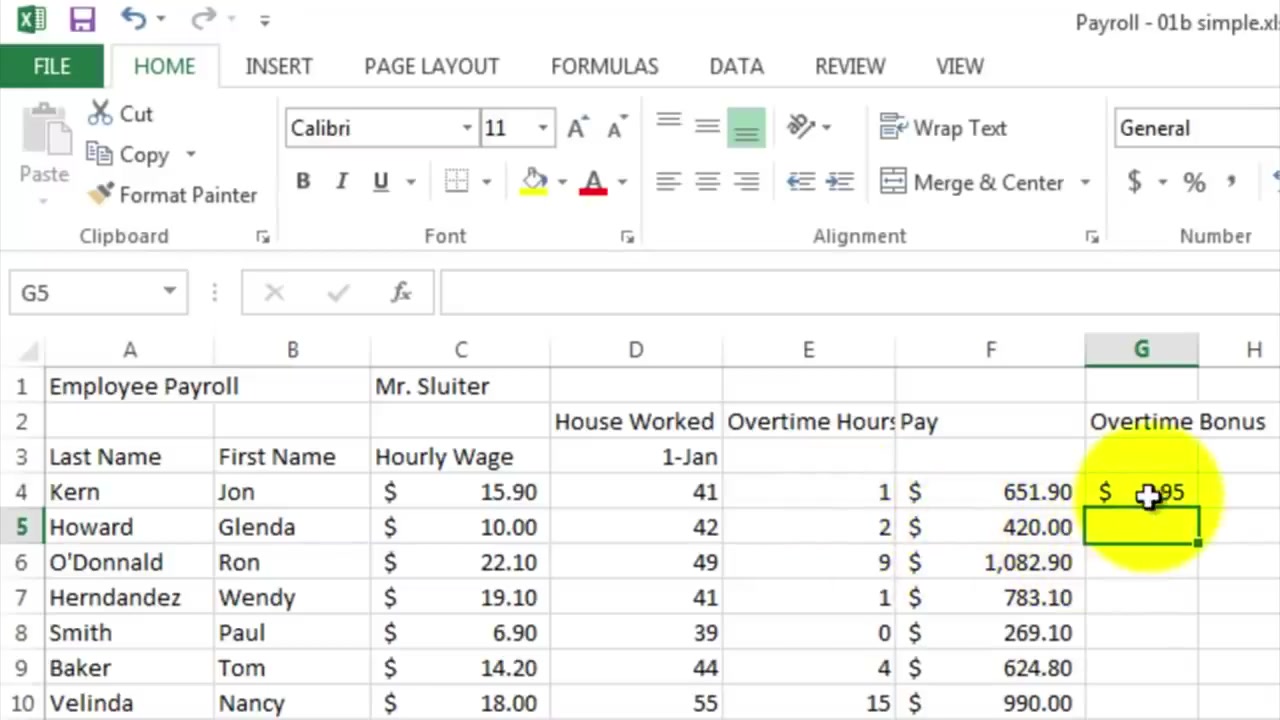 Payroll - 01b simple.xls
FILE HOME INSERT PAGE LAYOUT FORMULAS DATA REVIEW VIEW
Cut Calibri 11 Wrap Text General
Copy
Paste B I U Merge & Center $ % ,
Format Painter
Clipboard Font Alignment Number
G5 fx
A B C D E F G H
1 Employee Payroll Mr. Sluiter
2 House Worked Overtime Hours Pay Overtime Bonus
3 Last Name First Name Hourly Wage 1-Jan
4 Kern Jon $ 15.90 41 1 $ 651.90 $ .95
5 Howard Glenda $ 10.00 42 2 $ 420.00
6 O'Donnald Ron $ 22.10 49 9 $ 1,082.90
7 Herndandez Wendy $ 19.10 41 1 $ 783.10
8 Smith Paul $ 6.90 39 0 $ 269.10
9 Baker Tom $ 14.20 44 4 $ 624.80
10 Velinda Nancy $ 18.00 55 15 $ 990.00